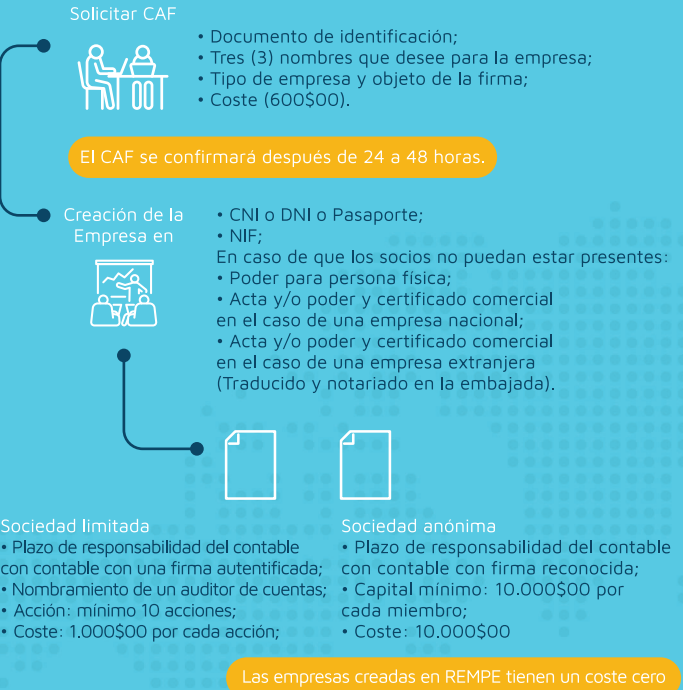 Solicitar CAF
• Documento de identificación;
• Tres (3) nombres que desee para la empresa;
• Tipo de empresa y objeto de la firma;
• Coste (600$00).
El CAF se confirmará después de 24 a 48 horas.
Creación de la
Empresa en
• CNI o DNI o Pasaporte;
• NIF;
En caso de que los socios no puedan estar presentes:
• Poder para persona física;
• Acta y/o poder y certificado comercial
en el caso de una empresa nacional;
• Acta y/o poder y certificado comercial
en el caso de una empresa extranjera
(Traducido y notariado en la embajada).
Sociedad limitada
• Plazo de responsabilidad del contable
con contable con una firma autentificada;
• Nombramiento de un auditor de cuentas;
• Acción: mínimo 10 acciones;
• Coste: 1.000$00 por cada acción;
Sociedad anónima
• Plazo de responsabilidad del contable
con contable con firma reconocida;
• Capital mínimo: 10.000$00 por
cada miembro;
• Coste: 10.000$00
Las empresas creadas en REMPE tienen un coste cero